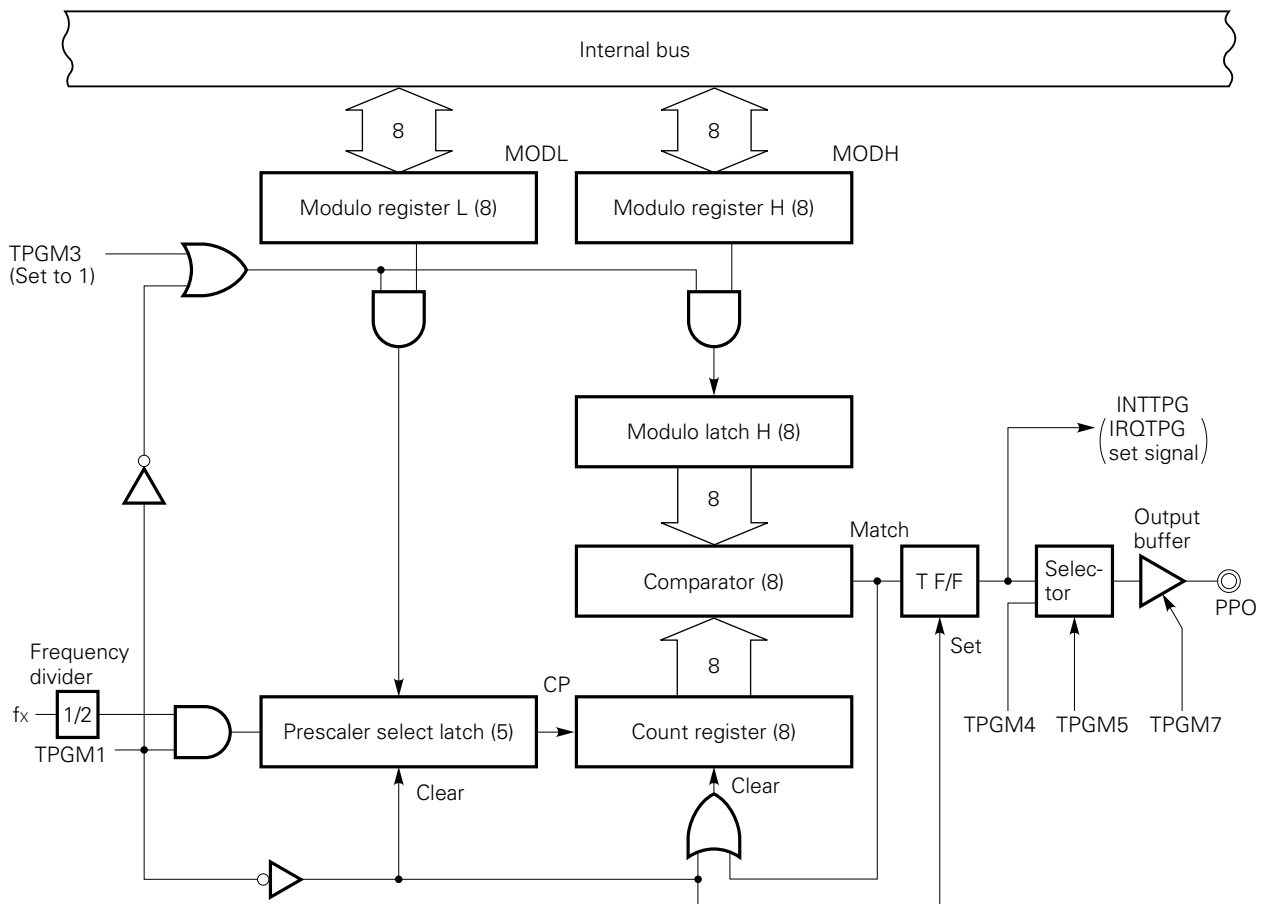 Internal bus
8
8
MODL
MODH
Modulo register L (8)
Modulo register H (8)
TPGM3
(Set to 1)
Modulo latch H (8)
INTTPG
IRQTPG
set signal
8
Match
Output
buffer
Comparator (8)
T F/F
Selec-
tor
PPO
Set
8
Frequency
divider
CP
fX
1/2
Prescaler select latch (5)
Count register (8)
TPGM4
TPGM5
TPGM7
TPGM1
Clear
Clear